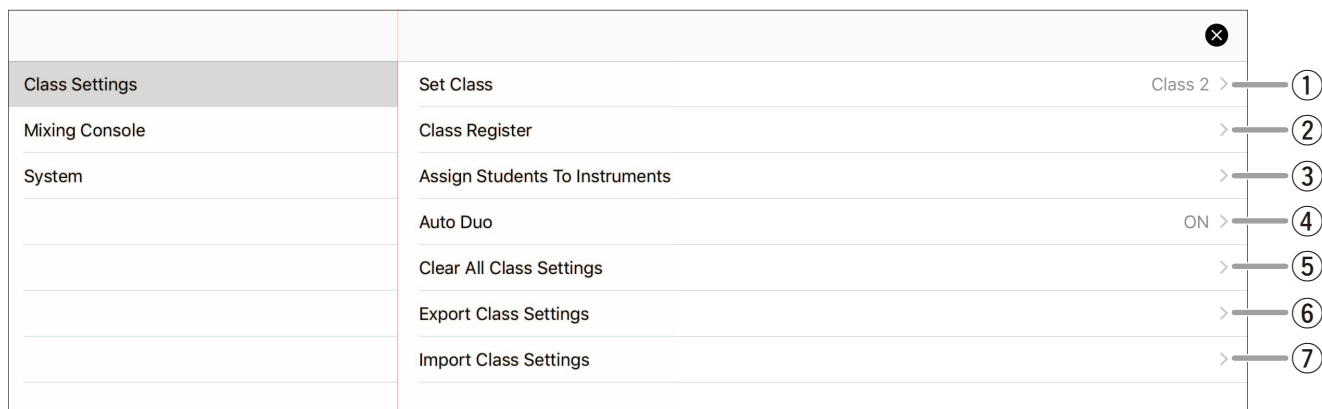 Class Settings
Mixing Console
System
Set Class Class 2 > ①
Class Register > ②
Assign Students To Instruments > ③
Auto Duo ON > ④
Clear All Class Settings > ⑤
Export Class Settings > ⑥
Import Class Settings > ⑦